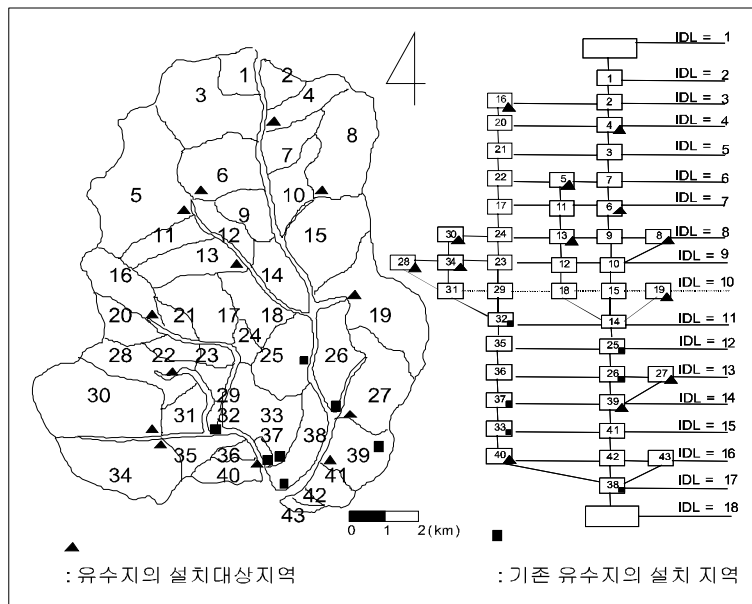 1 2
3 4
8
7
6
5 10
9
11 12 15
13
14
16
20 21 17 18 19
24
28 22 23 25 26
30 29 27
31 32 33
37 38
35 36 39
34 40 41
42
43
0 1 2(km)
IDL = 1
1 IDL = 2
16 2 IDL = 3
20 4 IDL = 4
21 3 IDL = 5
22 5 7 IDL = 6
17 11 6 IDL = 7
30 24 13 9 8 IDL = 8
28 34 23 12 10 IDL = 9
31 29 18 15 19 IDL = 10
32 14 IDL = 11
35 25 IDL = 12
36 26 27 IDL = 13
37 39 IDL = 14
33 41 IDL = 15
40 42 43 IDL = 16
38 IDL = 17
IDL = 18
: 유수지의 설치대상지역
: 기존 유수지의 설치 지역